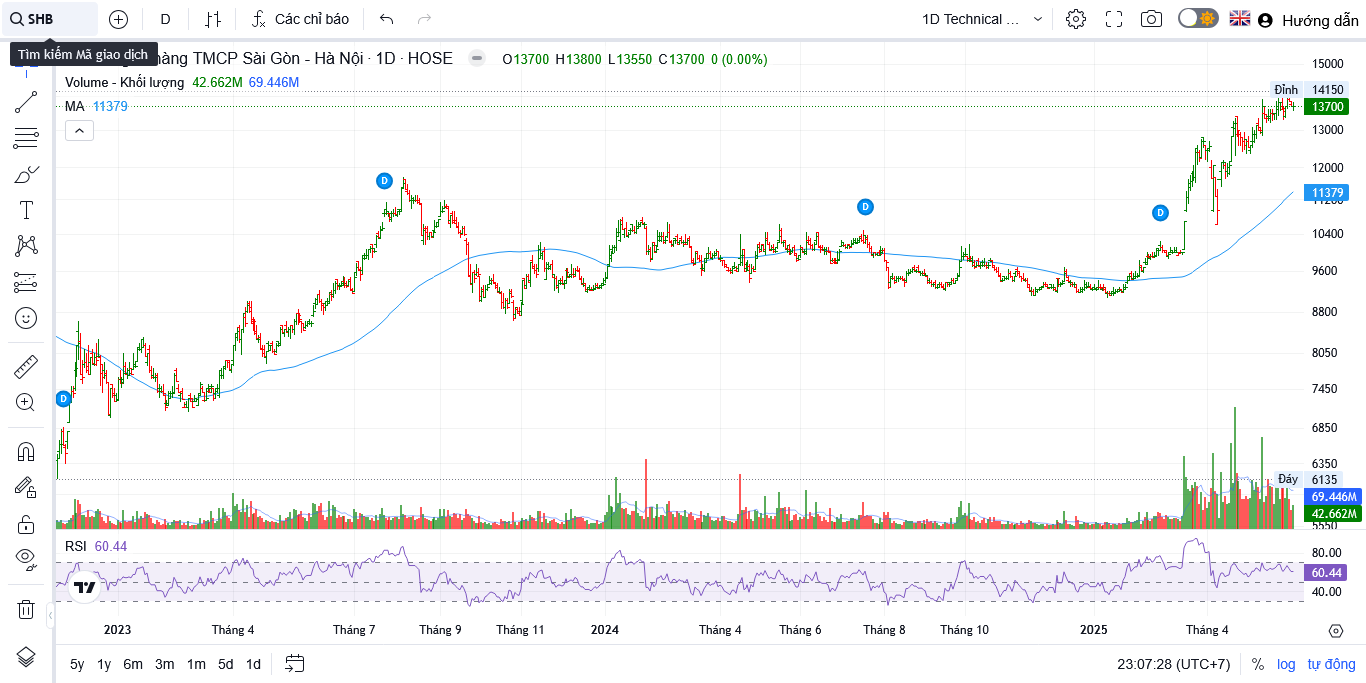 SHB D Các chỉ báo 1D Technical ... Hướng dẫn
Tìm kiếm Mã giao dịch
hàng TMCP Sài Gòn - Hà Nội · 1D · HOSE O13700 H13800 L13550 C13700 0 (0.00%)
Volume - Khối lượng 42.662M 69.446M
MA 11379
15000
Đỉnh 14150
13700
13000
12000
11379
11200
10400
9600
8800
8050
7450
6850
6350
Đáy 6135
69.446M
42.662M
5550
D
D
D
D
RSI 60.44
80.00
60.44
40.00
2023 Tháng 4 Tháng 7 Tháng 9 Tháng 11 2024 Tháng 4 Tháng 6 Tháng 8 Tháng 10 2025 Tháng 4
5y 1y 6m 3m 1m 5d 1d 23:07:28 (UTC+7) % log tự động